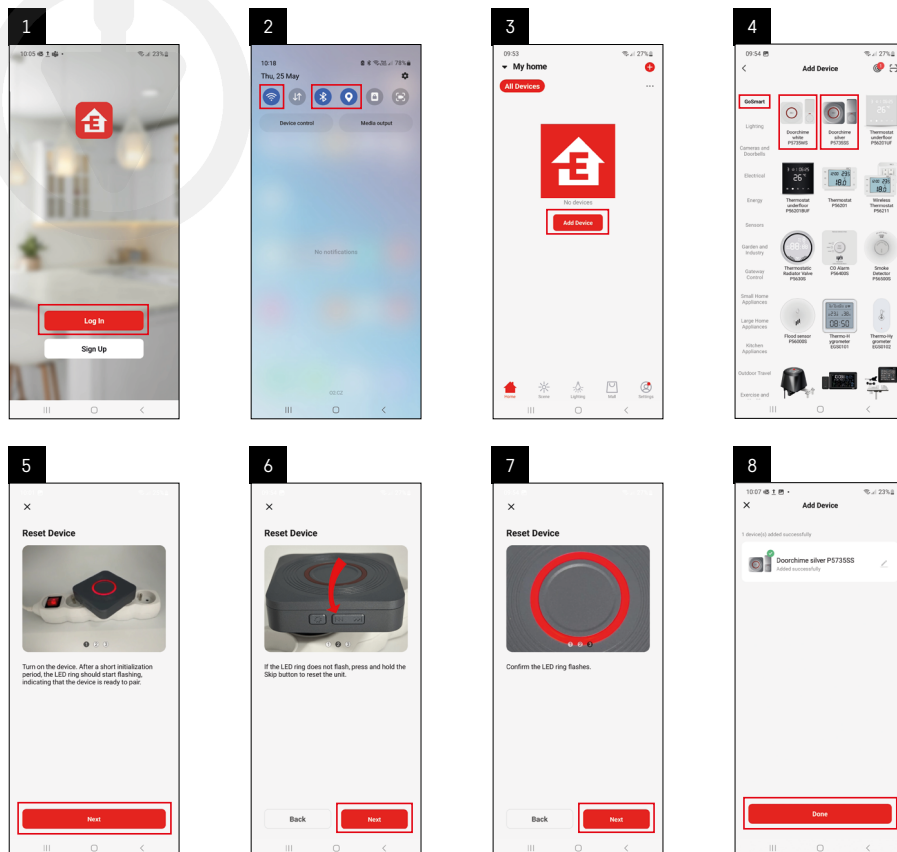 1
10:05
23%
Log In
Sign Up
2
10:18
78%
Thu, 25 May
Device control
Media output
No notifications
3
09:53
27%
My home
All Devices
No devices
Add Device
Home
Scene
Lighting
Mall
Settings
4
09:54
27%
Add Device
GoSmart
Lighting
Cameras and
Doorbells
Electrical
Energy
Sensors
Garden and
Industry
Gateway
Control
Small Home
Appliances
Large Home
Appliances
Kitchen
Appliances
Outdoor Travel
Exercise and
Doorchime
white
P5735WS
Doorchime
silver
P5735SS
Thermostat
underfloor
P56201UF
Thermostat
underfloor
P56201BUF
Thermostat
P56201
Wireless
Thermostat
P56211
Thermostatic
Radiator Valve
P5630S
CO Alarm
P56400S
Smoke
Detector
P56500S
Flood sensor
P56000S
Thermo-H
ygrometer
EGS0101
Thermo-Hy
grometer
EGS0102
5
Reset Device
Turn on the device. After a short initialization
period, the LED ring should start flashing,
indicating that the device is ready to pair.
Next
6
Reset Device
If the LED ring does not flash, press and hold the
Skip button to reset the unit.
Back
Next
7
Reset Device
Confirm the LED ring flashes.
Back
Next
8
10:07
23%
Add Device
1 device(s) added successfully
Doorchime silver P5735SS
Added successfully
Done